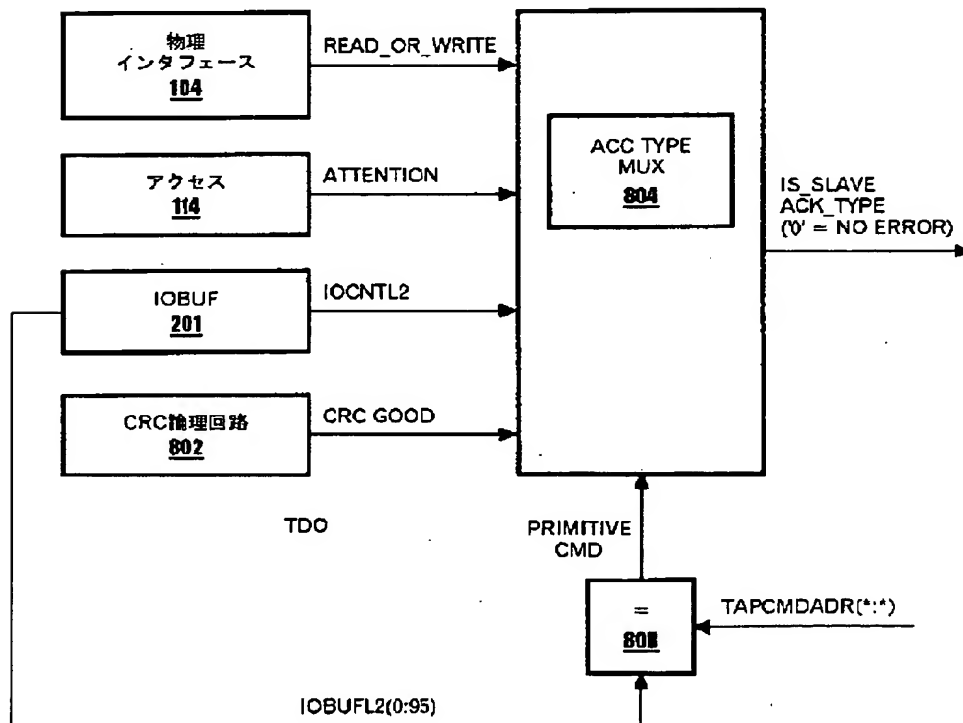 物理
インタフェース
104
READ_OR_WRITE
アクセス
114
ATTENTION
IOBUF
201
IOCNTL2
CRC論理回路
802
CRC GOOD
ACC TYPE
MUX
804
IS_SLAVE
ACK_TYPE
('0' = NO ERROR)
TDO
PRIMITIVE
CMD
=
TAPCMDADR(*:*)
IOBUFL2(0:95)